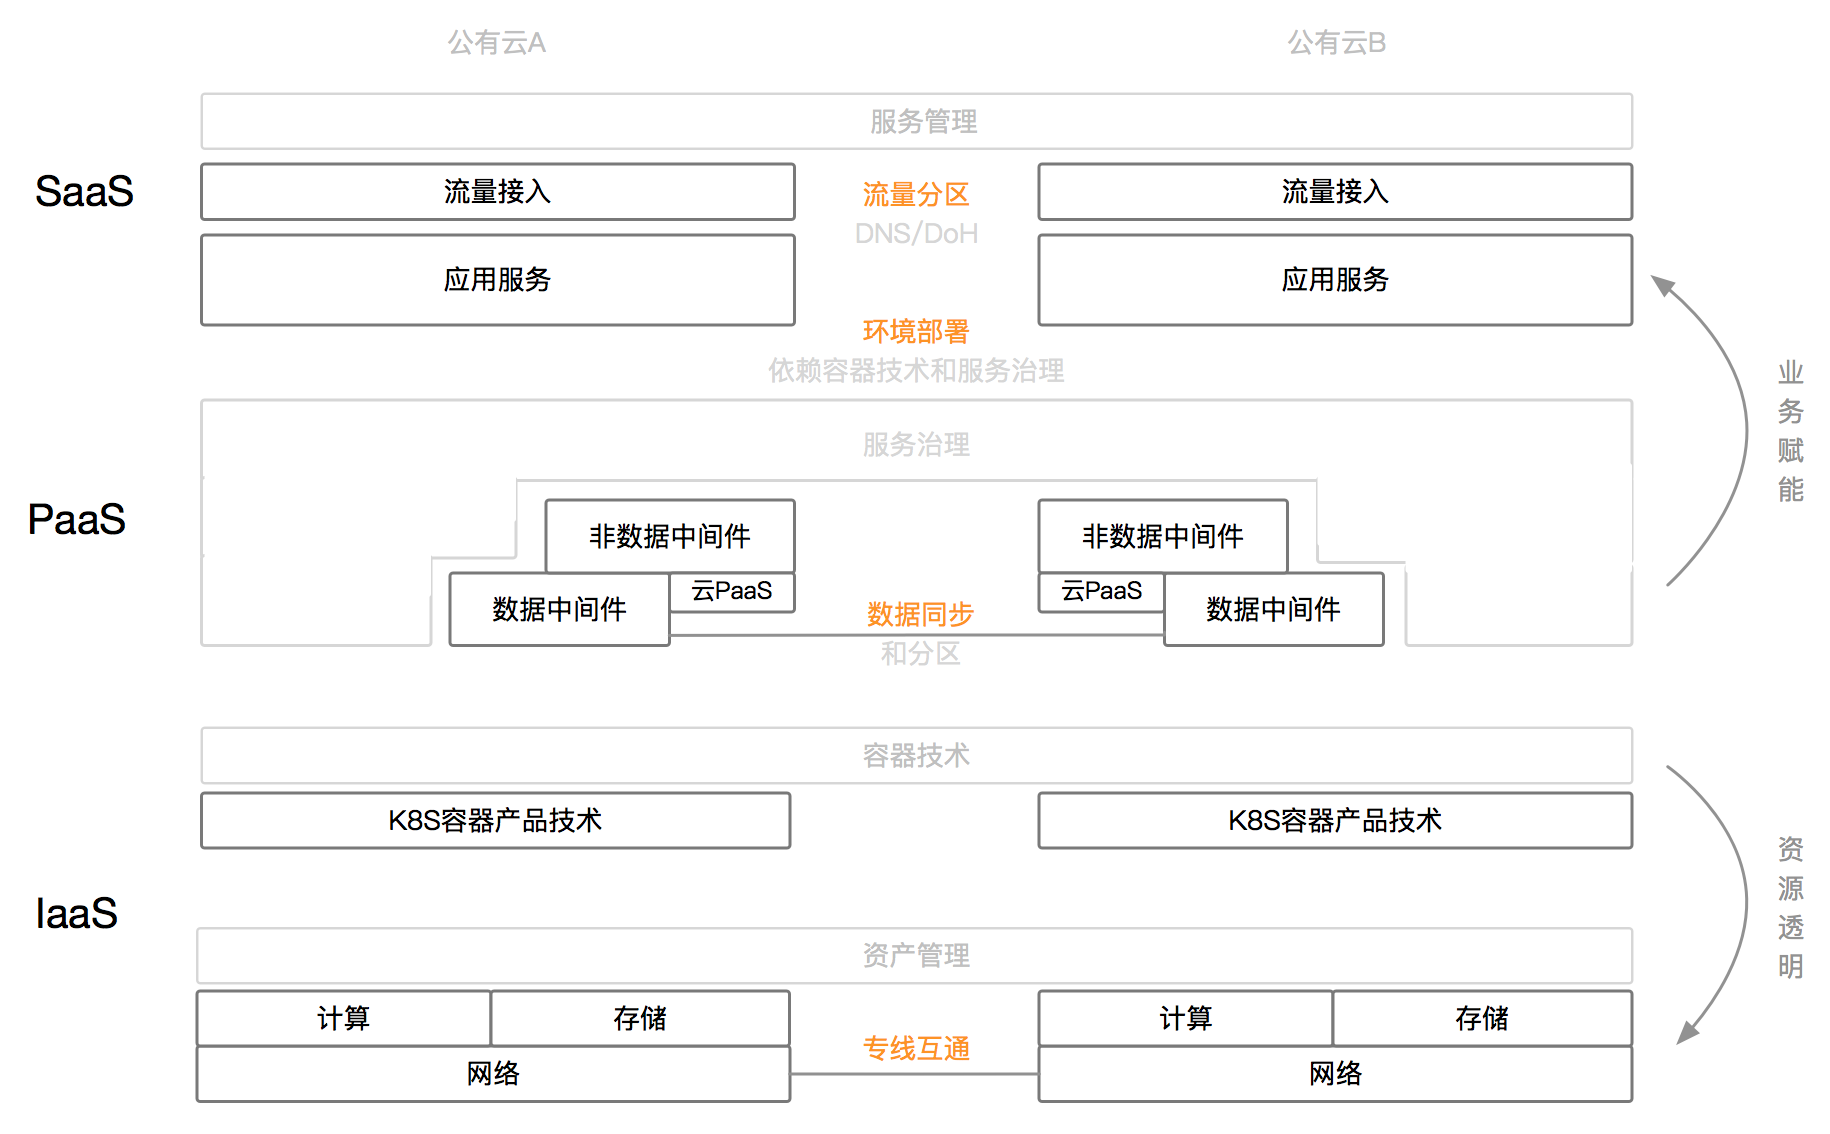 公有云A
公有云B
服务管理
SaaS
流量接入
流量分区
DNS/DoH
流量接入
应用服务
应用服务
环境部署
依赖容器技术和服务治理
业务赋能
服务治理
PaaS
非数据中间件
非数据中间件
云PaaS
云PaaS
数据中间件
数据同步
数据中间件
和分区
容器技术
K8S容器产品技术
K8S容器产品技术
IaaS
资源透明
资产管理
计算
存储
专线互通
计算
存储
网络
网络